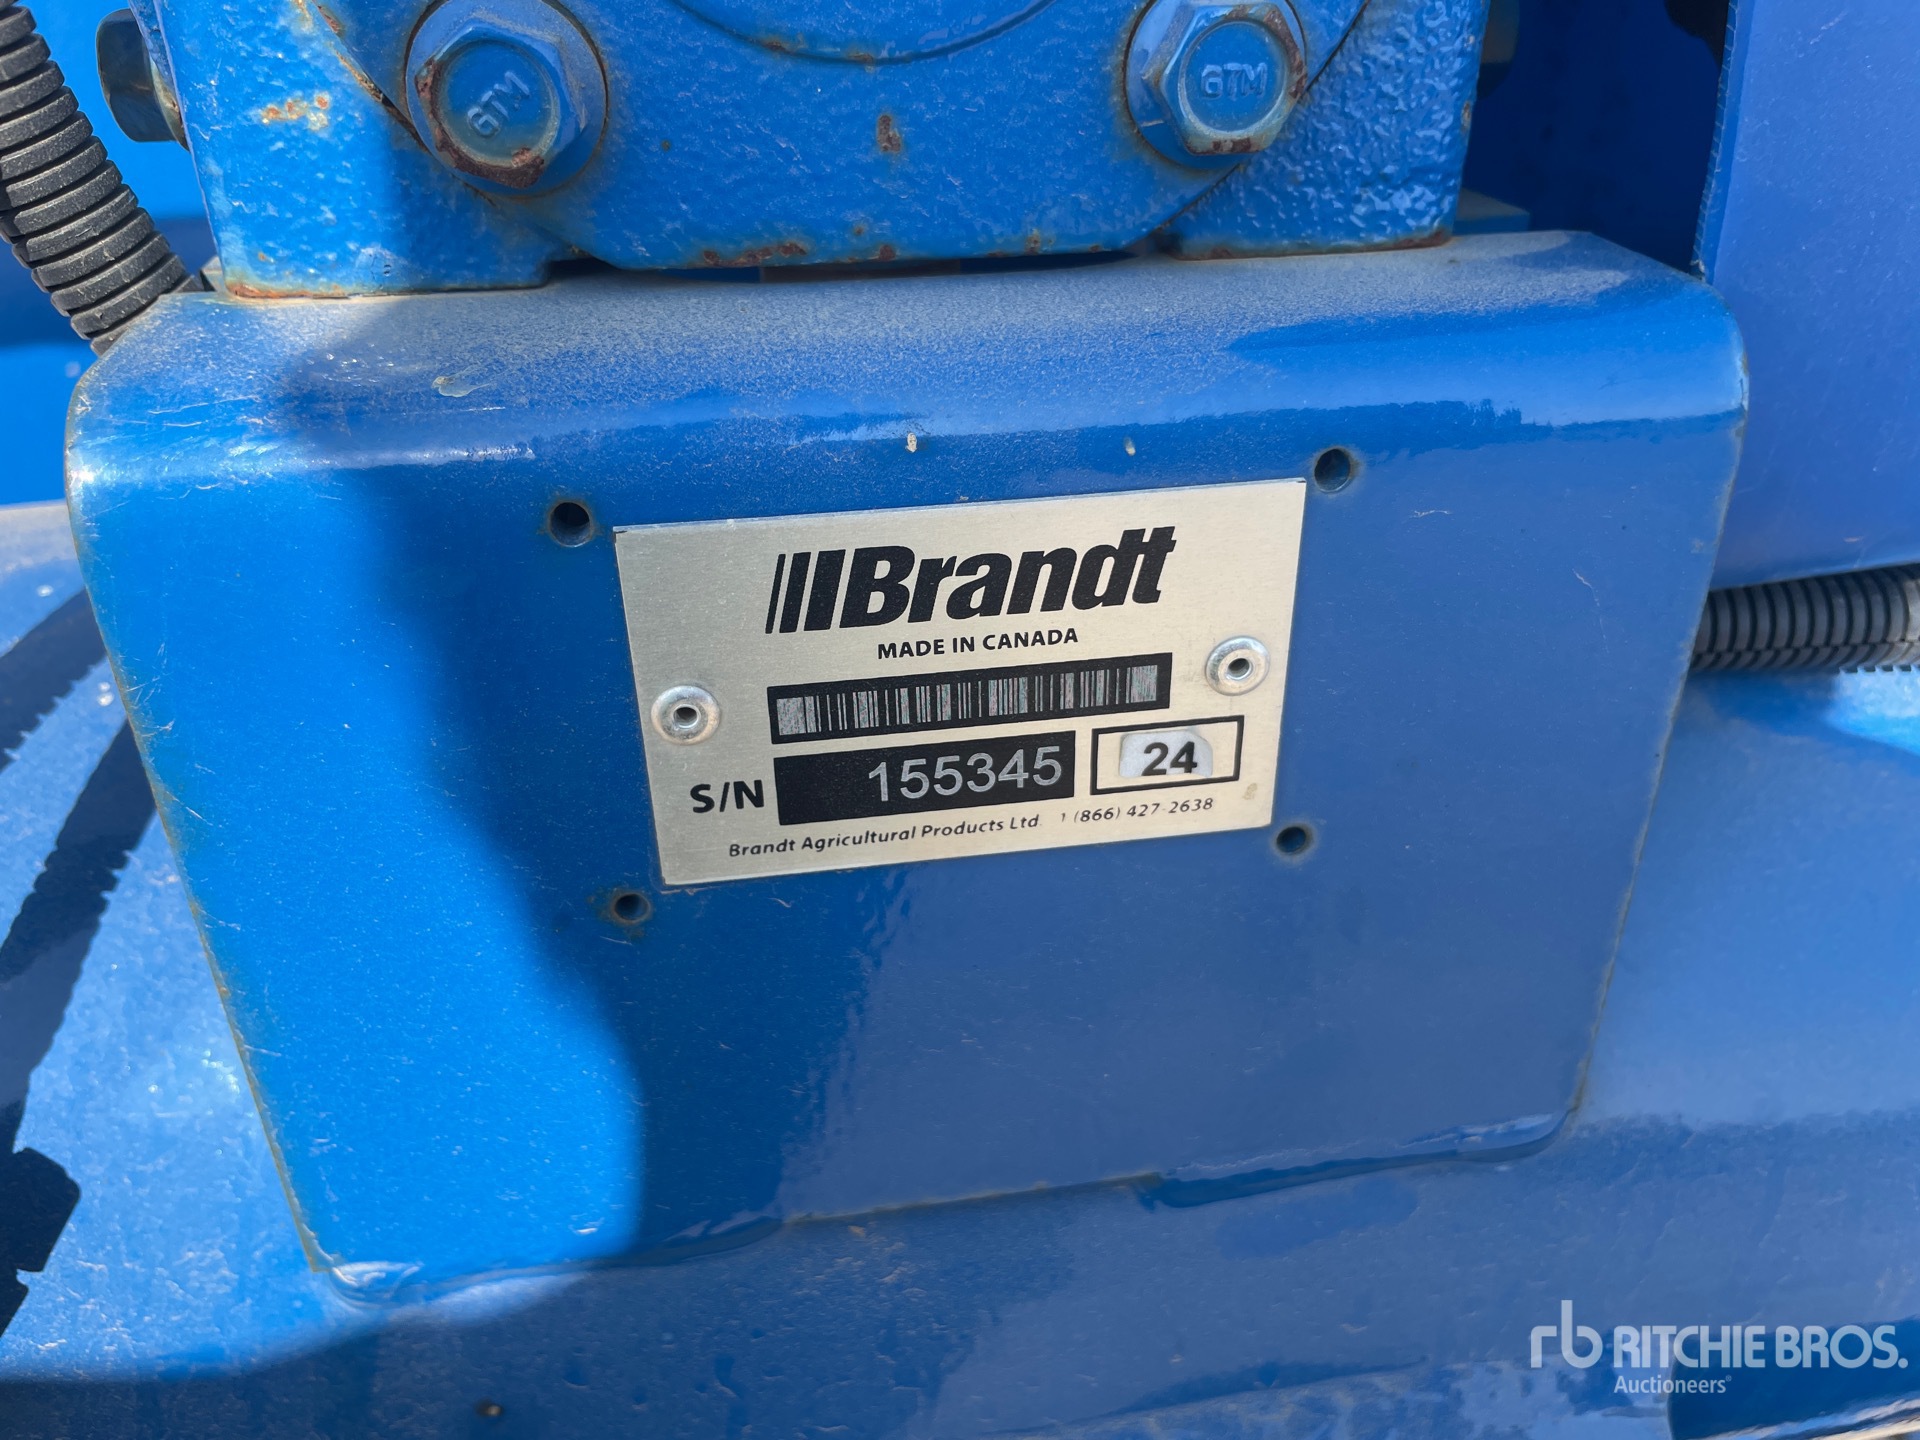 GTM
GTM
Brandt
MADE IN CANADA
S/N 155345 24
Brandt Agricultural Products Ltd. 1 (866) 427-2638
rb RITCHIE BROS.
Auctioneers®